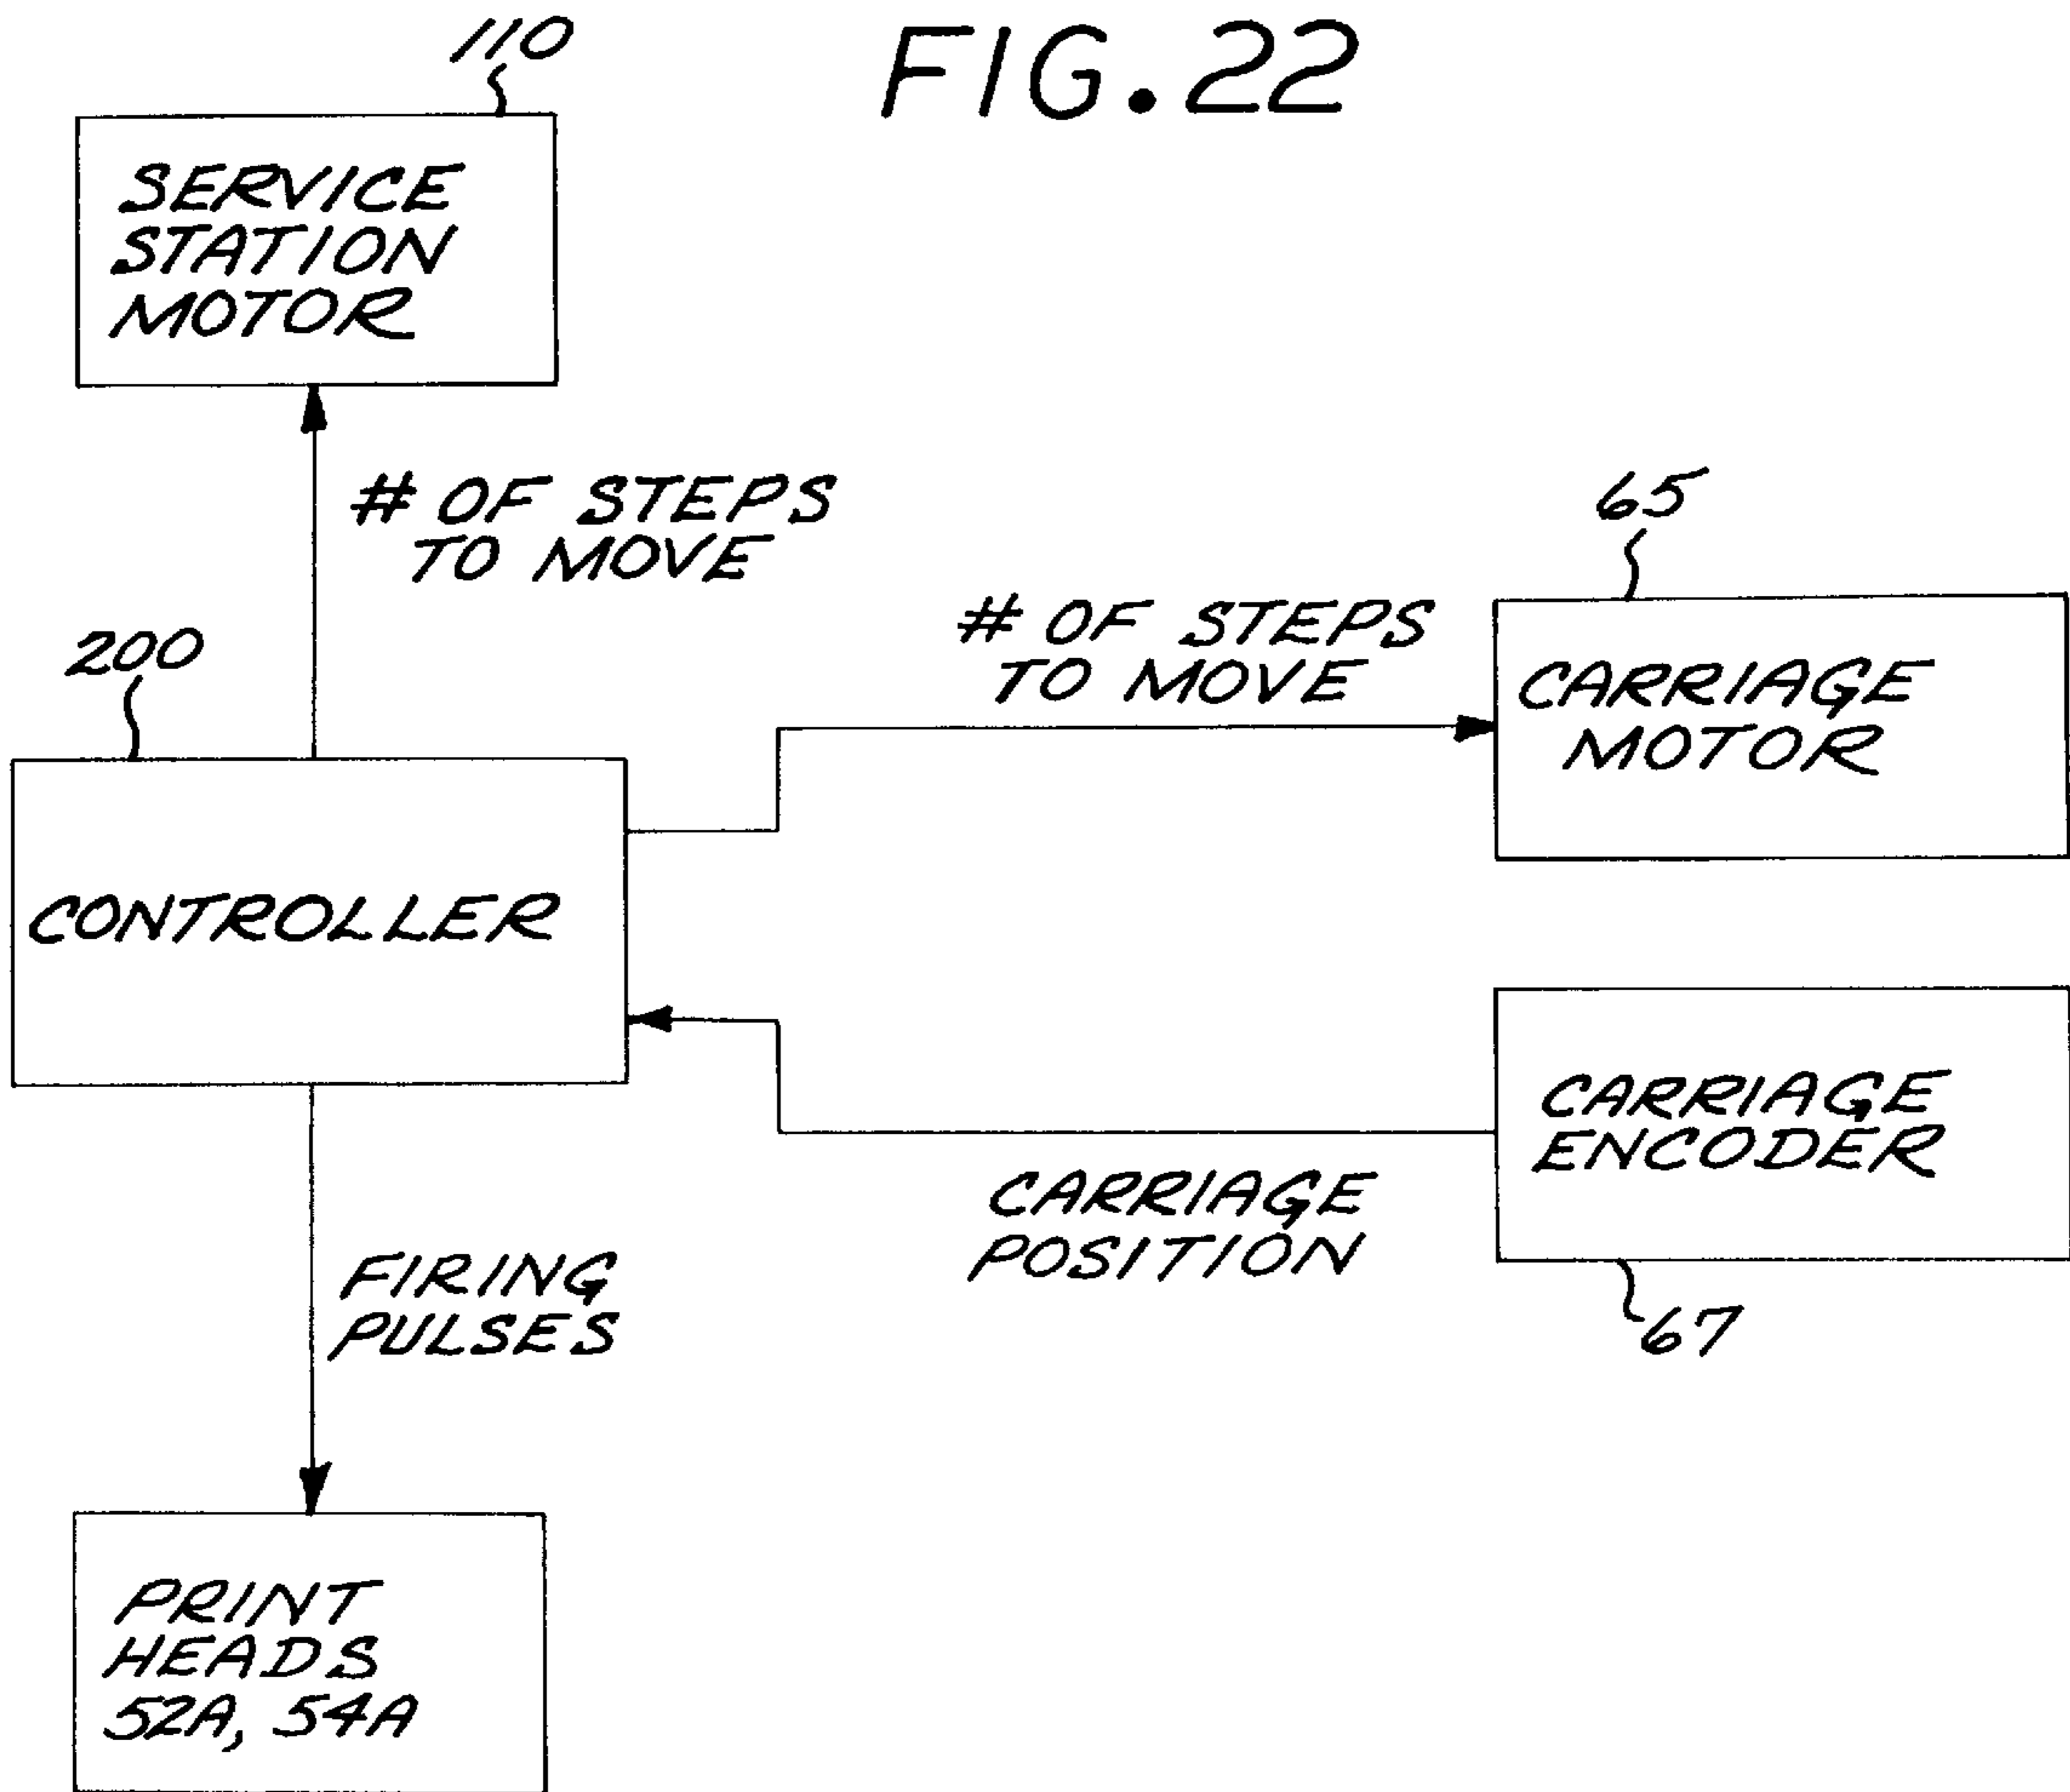 FIG. 22
110
SERVICE
STATION
MOTOR
# OF STEPS
TO MOVE
65
# OF STEPS
TO MOVE
CARRIAGE
MOTOR
200
CONTROLLER
CARRIAGE
ENCODER
CARRIAGE
POSITION
67
FIRING
PULSES
PRINT
HEADS
52A, 54A